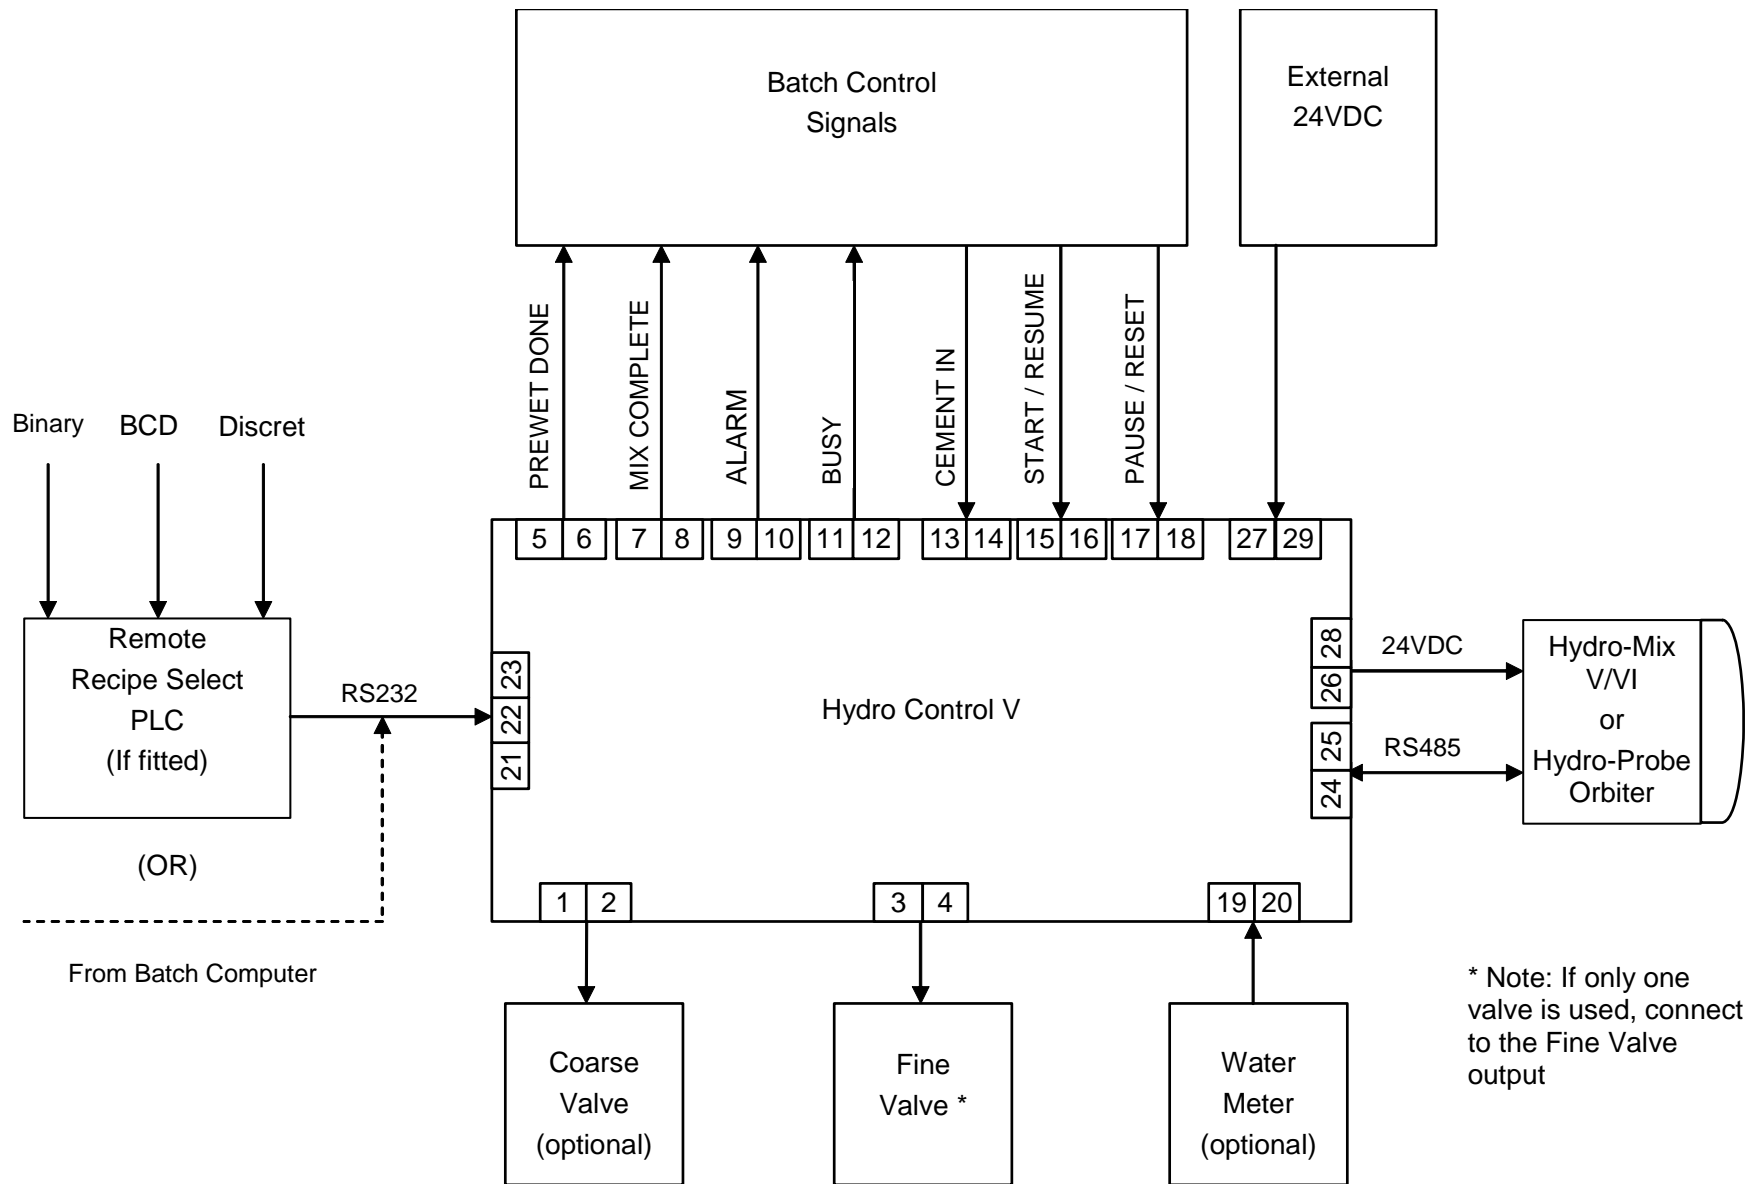 Batch Control
Signals
External
24VDC
PREWET DONE
MIX COMPLETE
ALARM
BUSY
CEMENT IN
START / RESUME
PAUSE / RESET
Binary
BCD
Discret
5 6 7 8 9 10 11 12 13 14 15 16 17 18 27 29
Remote
Recipe Select
PLC
(If fitted)
RS232
23
22
21
Hydro Control V
28
26
25
24
24VDC
RS485
Hydro-Mix
V/VI
or
Hydro-Probe
Orbiter
(OR)
From Batch Computer
1 2 3 4 19 20
Coarse
Valve
(optional)
Fine
Valve *
Water
Meter
(optional)
* Note: If only one
valve is used, connect
to the Fine Valve
output